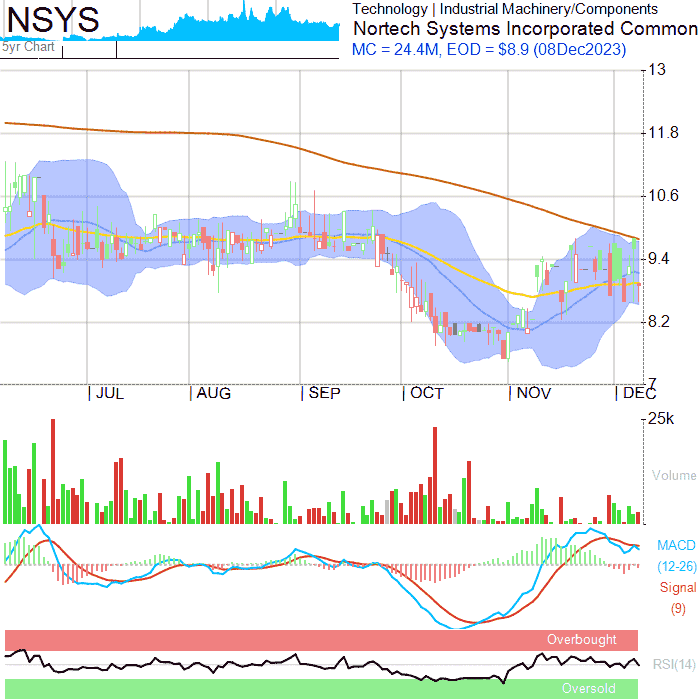 NSYS
5yr Chart
Technology | Industrial Machinery/Components
Nortech Systems Incorporated Common
MC = 24.4M, EOD = $8.9 (08Dec2023)
13
11.8
10.6
9.4
8.2
7
JUL AUG SEP OCT NOV DEC
25k
Volume
MACD
(12-26)
Signal
(9)
Overbought
RSI(14)
Oversold